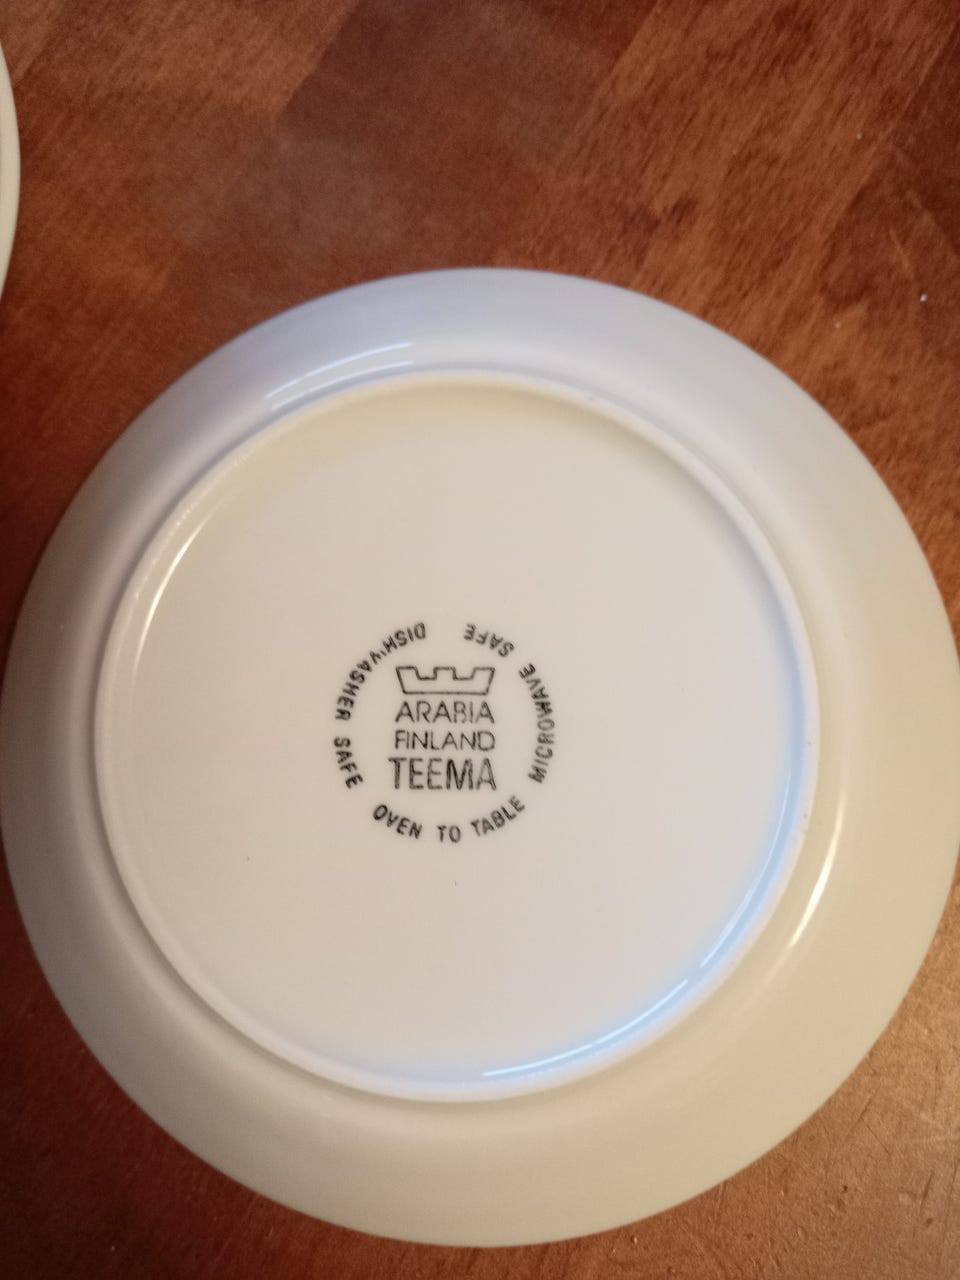 ARABIA
FINLAND
TEEMA
DISHWASHER SAFE
OVEN TO TABLE
MICROWAVE SAFE